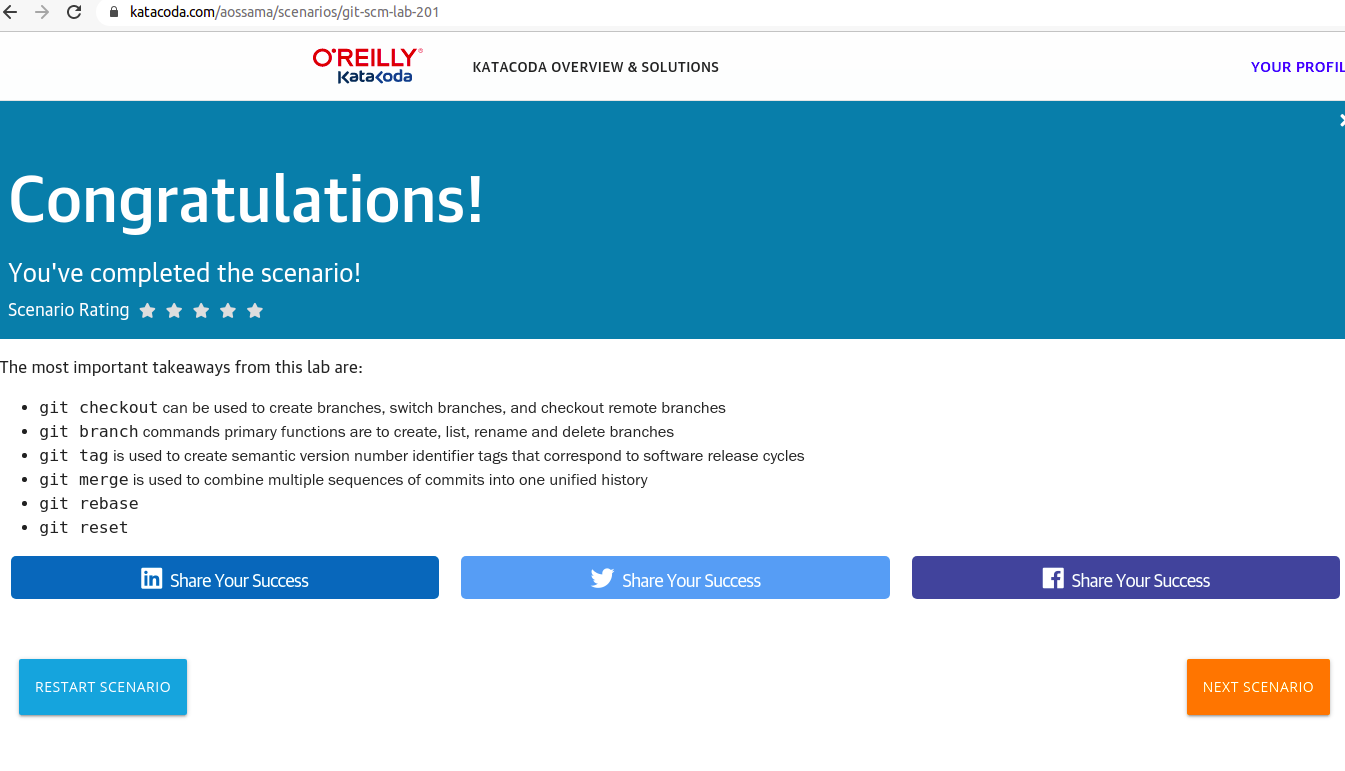 katacoda.com/aossama/scenarios/git-scm-lab-201
O'REILLY®
KataKoda
KATACODA OVERVIEW & SOLUTIONS
YOUR PROFIL
Congratulations!
You've completed the scenario!
Scenario Rating
The most important takeaways from this lab are:
git checkout can be used to create branches, switch branches, and checkout remote branches
git branch commands primary functions are to create, list, rename and delete branches
git tag is used to create semantic version number identifier tags that correspond to software release cycles
git merge is used to combine multiple sequences of commits into one unified history
git rebase
git reset
Share Your Success
Share Your Success
Share Your Success
RESTART SCENARIO
NEXT SCENARIO